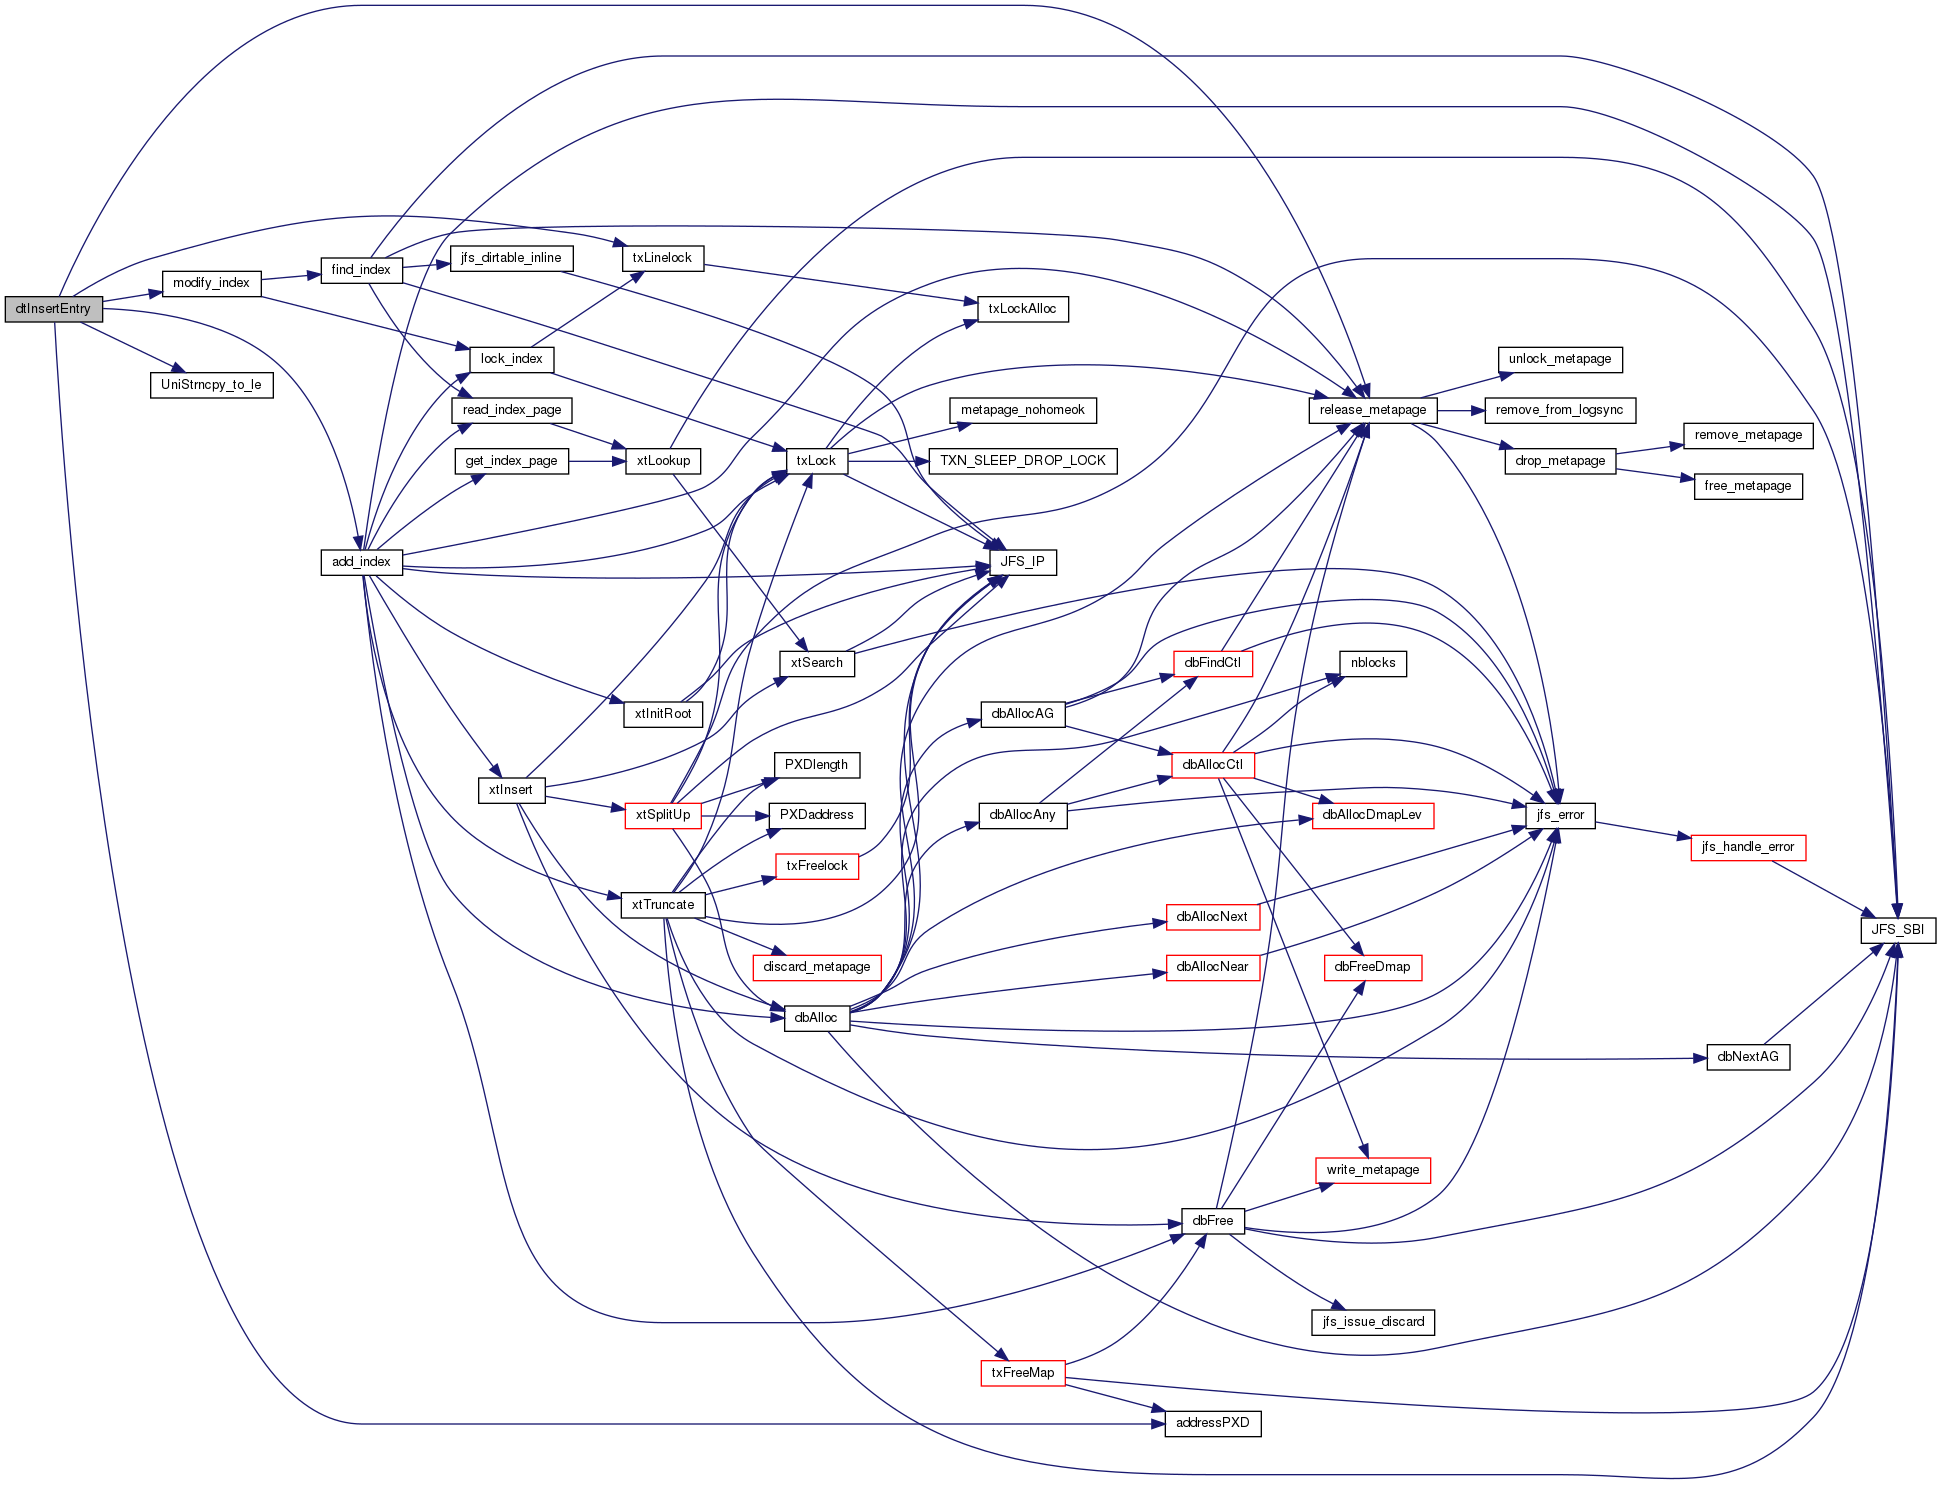 dtInsertEntry
modify_index
UniStrncpy_to_le
find_index
add_index
jfs_dirtable_inline
lock_index
read_index_page
get_index_page
xtInsert
txLinelock
xtLookup
xtInitRoot
xtSplitUp
xtTruncate
txLock
xtSearch
PXDlength
PXDaddress
txFreelock
discard_metapage
dbAlloc
txLockAlloc
metapage_nohomeok
TXN_SLEEP_DROP_LOCK
JFS_IP
dbAllocAG
dbAllocAny
txFreeMap
dbFindCtl
dbAllocCtl
dbAllocNext
dbAllocNear
dbFree
addressPXD
release_metapage
nblocks
dbAllocDmapLev
dbFreeDmap
write_metapage
jfs_issue_discard
unlock_metapage
remove_from_logsync
drop_metapage
jfs_error
remove_metapage
free_metapage
jfs_handle_error
dbNextAG
JFS_SBI